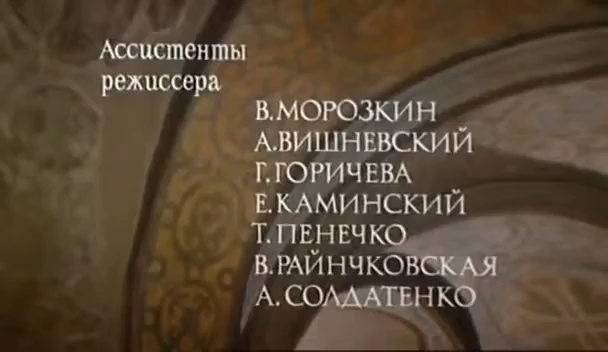 Ассистенты
режиссера
В.МОРОЗКИН
А.ВИШНЕВСКИЙ
Г.ГОРИЧЕВА
Е.КАМИНСКИЙ
Т.ПЕНЕЧКО
В.РАЙНЧКОВСКАЯ
А.СОЛДАТЕНКО